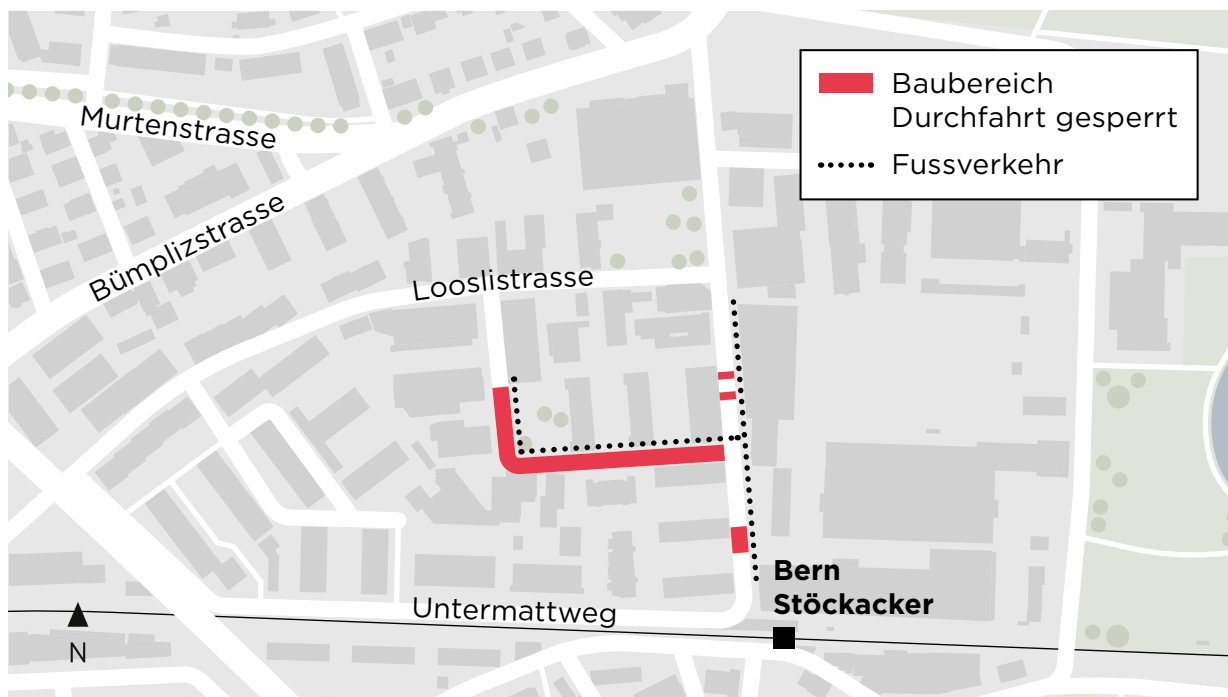 Baubereich
Durchfahrt gesperrt
Fussverkehr
Murtenstrasse
Bümplizstrasse
Looslistrasse
Bern
Stöckacker
Untermattweg
N